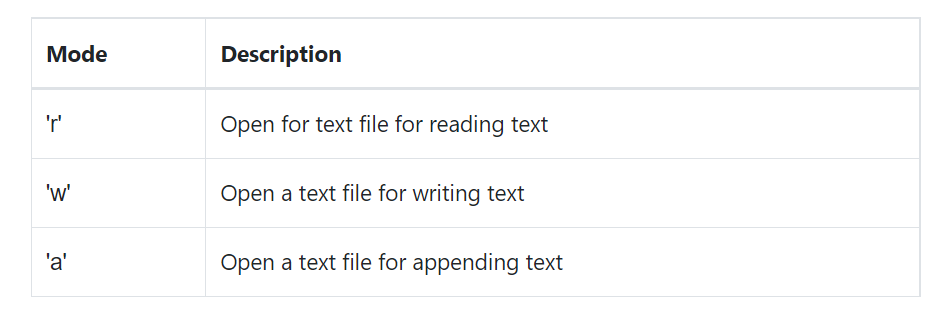 Mode Description
'r' Open for text file for reading text
'w' Open a text file for writing text
'a' Open a text file for appending text